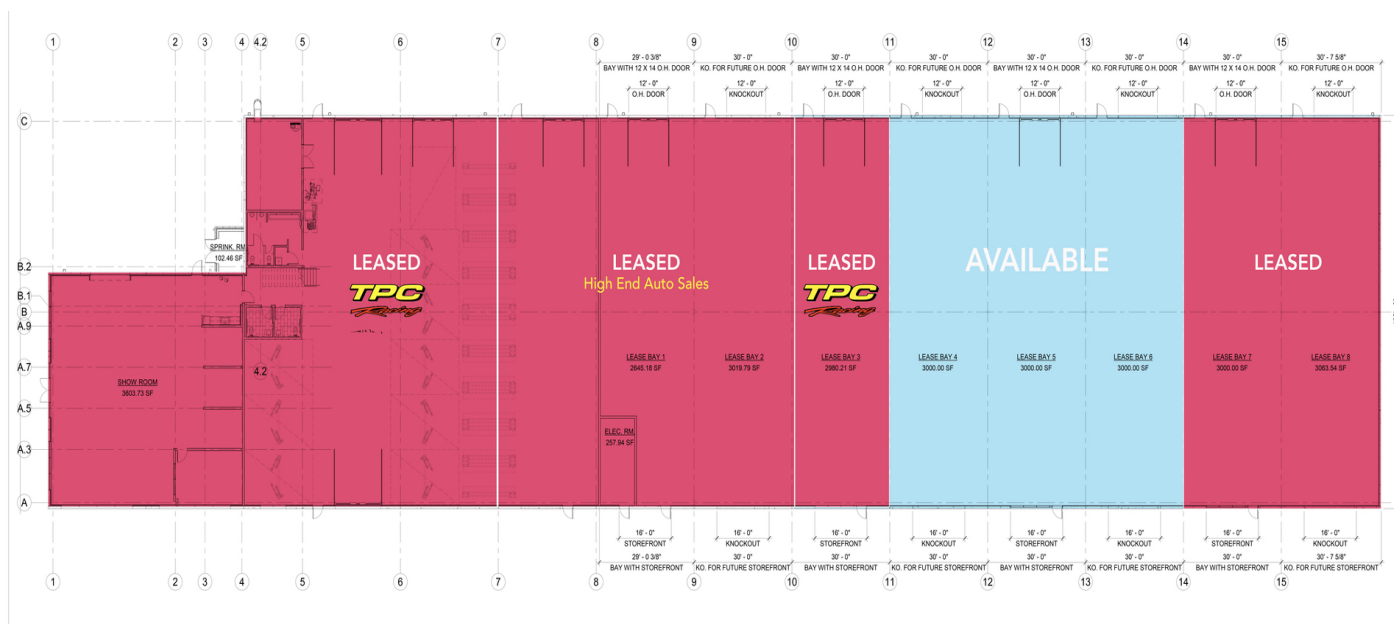 1 2 3 4 4.2 5 6 7 8 9 10 11 12 13 14 15
29' - 0 3/8" 30' - 0" 30' - 0" 30' - 0" 30' - 0" 30' - 0" 30' - 0" 30' - 7 5/8"
BAY WITH 12 X 14 O.H. DOOR KO. FOR FUTURE O.H. DOOR BAY WITH 12 X 14 O.H. DOOR KO. FOR FUTURE O.H. DOOR BAY WITH 12 X 14 O.H. DOOR KO. FOR FUTURE O.H. DOOR BAY WITH 12 X 14 O.H. DOOR KO. FOR FUTURE O.H. DOOR
12' - 0" 12' - 0" 12' - 0" 12' - 0" 12' - 0" 12' - 0" 12' - 0" 12' - 0"
O.H. DOOR KNOCKOUT O.H. DOOR KNOCKOUT O.H. DOOR KNOCKOUT O.H. DOOR KNOCKOUT
C
SPRINK. RM
102.46 SF
B.2
LEASED LEASED LEASED AVAILABLE LEASED
High End Auto Sales
B.1
TPC TPC
Racing Racing
B
A.9
LEASE BAY 1 LEASE BAY 2 LEASE BAY 3 LEASE BAY 4 LEASE BAY 5 LEASE BAY 6 LEASE BAY 7 LEASE BAY 8
2645.18 SF 3019.79 SF 2980.21 SF 3000.00 SF 3000.00 SF 3000.00 SF 3000.00 SF 3063.54 SF
A.7
4.2
SHOW ROOM
3603.73 SF
A.5
ELEC. RM.
257.94 SF
A.3
A
16' - 0" 16' - 0" 16' - 0" 16' - 0" 16' - 0" 16' - 0" 16' - 0" 16' - 0"
STOREFRONT KNOCKOUT STOREFRONT KNOCKOUT STOREFRONT KNOCKOUT STOREFRONT KNOCKOUT
29' - 0 3/8" 30' - 0" 30' - 0" 30' - 0" 30' - 0" 30' - 0" 30' - 0" 30' - 7 5/8"
BAY WITH STOREFRONT KO. FOR FUTURE STOREFRONT BAY WITH STOREFRONT KO. FOR FUTURE STOREFRONT BAY WITH STOREFRONT KO. FOR FUTURE STOREFRONT BAY WITH STOREFRONT KO. FOR FUTURE STOREFRONT
1 2 3 4 5 6 7 8 9 10 11 12 13 14 15